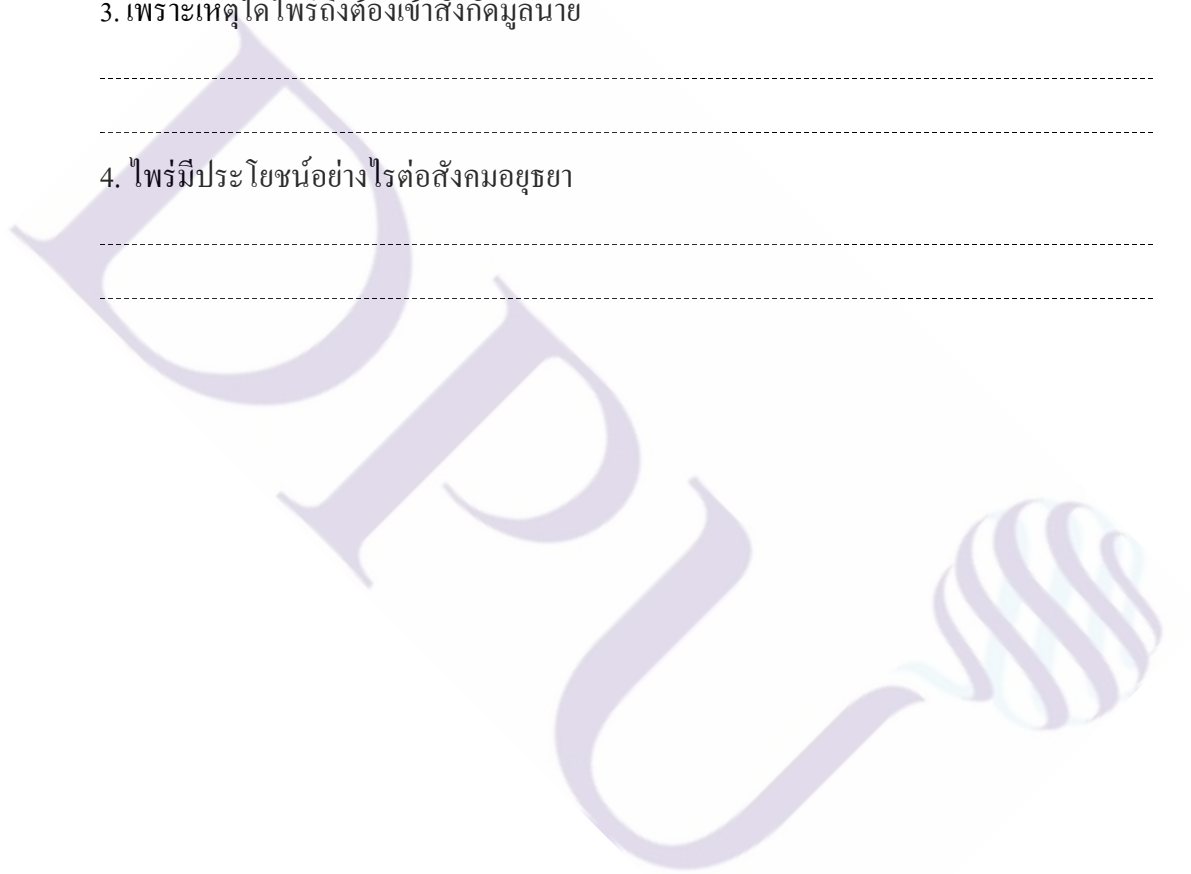 3. เพราะเหตุใดไพร่ถึงต้องเข้าสังกัดมูลนาย
4. ไพร่มีประโยชน์อย่างไรต่อสังคมอยุธยา
DPU